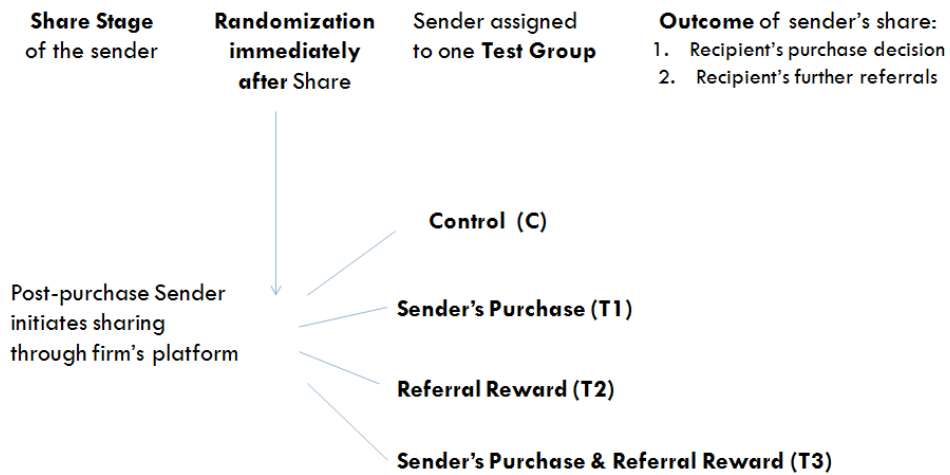 Share Stage
of the sender
Randomization
immediately
after Share
Sender assigned
to one Test Group
Outcome of sender's share:
1. Recipient's purchase decision
2. Recipient's further referrals
Post-purchase Sender
initiates sharing
through firm's platform
Control (C)
Sender's Purchase (T1)
Referral Reward (T2)
Sender's Purchase & Referral Reward (T3)